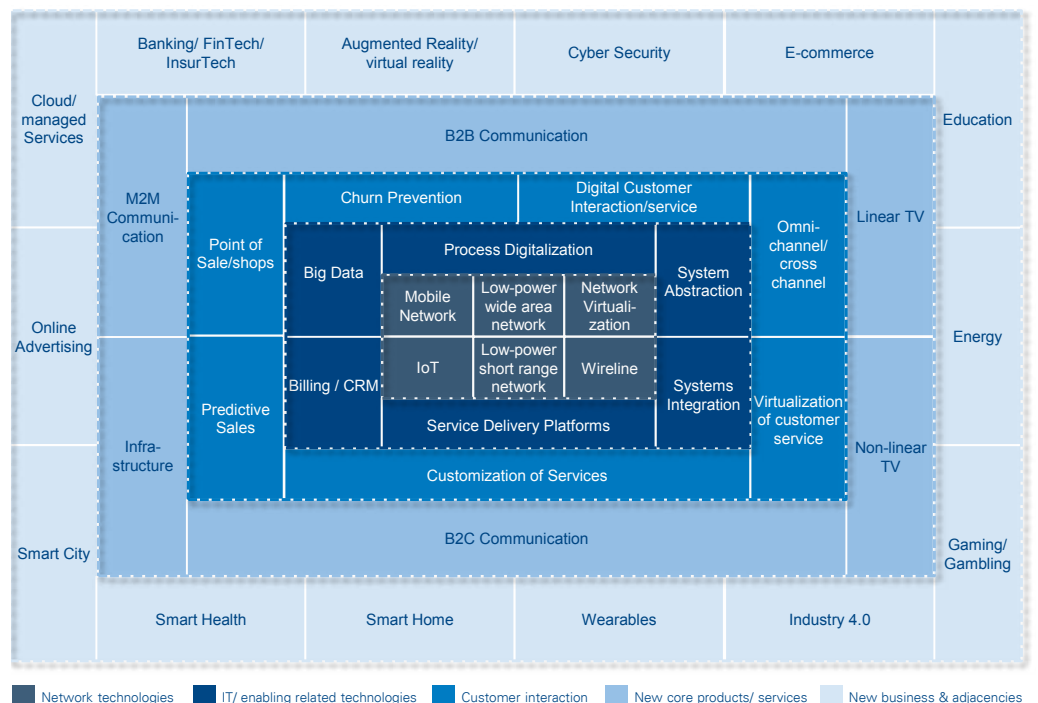 Banking/ FinTech/
InsurTech
Augmented Reality/
virtual reality
Cyber Security
E-commerce
Cloud/
managed
Services
Education
B2B Communication
M2M
Communi-
cation
Linear TV
Churn Prevention
Digital Customer
Interaction/service
Point of
Sale/shops
Omni-
channel/
cross
channel
Big Data
Process Digitalization
System
Abstraction
Mobile
Network
Low-power
wide area
network
Network
Virtuali-
zation
Online
Advertising
Energy
IoT
Low-power
short range
network
Wireline
Billing / CRM
Systems
Integration
Predictive
Sales
Virtualization
of customer
service
Service Delivery Platforms
Infra-
structure
Non-linear
TV
Customization of Services
B2C Communication
Smart City
Gaming/
Gambling
Smart Health
Smart Home
Wearables
Industry 4.0
Network technologies
IT/ enabling related technologies
Customer interaction
New core products/ services
New business & adjacencies